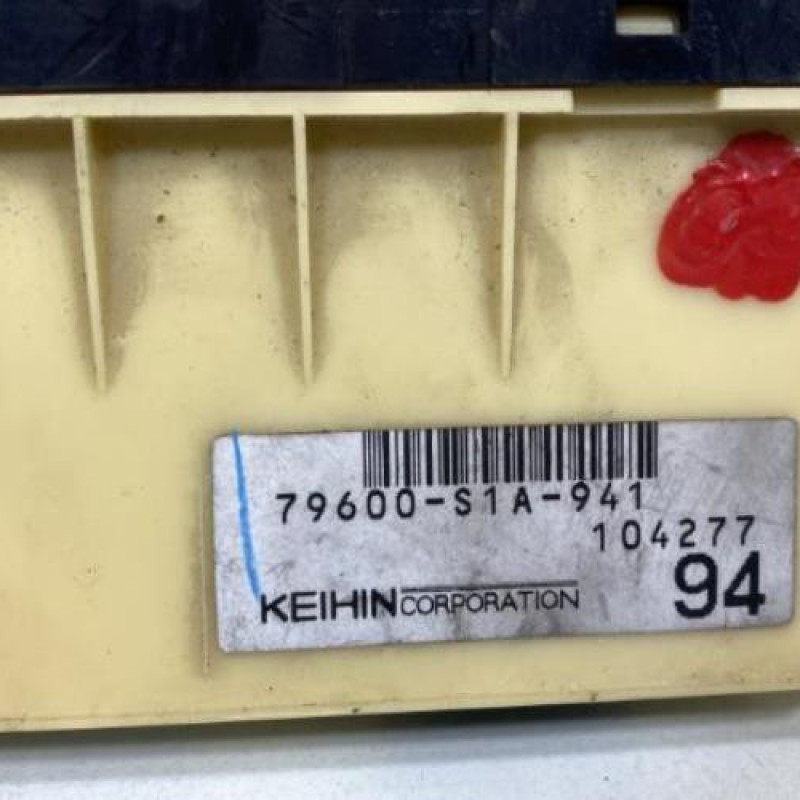 79600-S1A-941
104277
94
KEIHIN CORPORATION